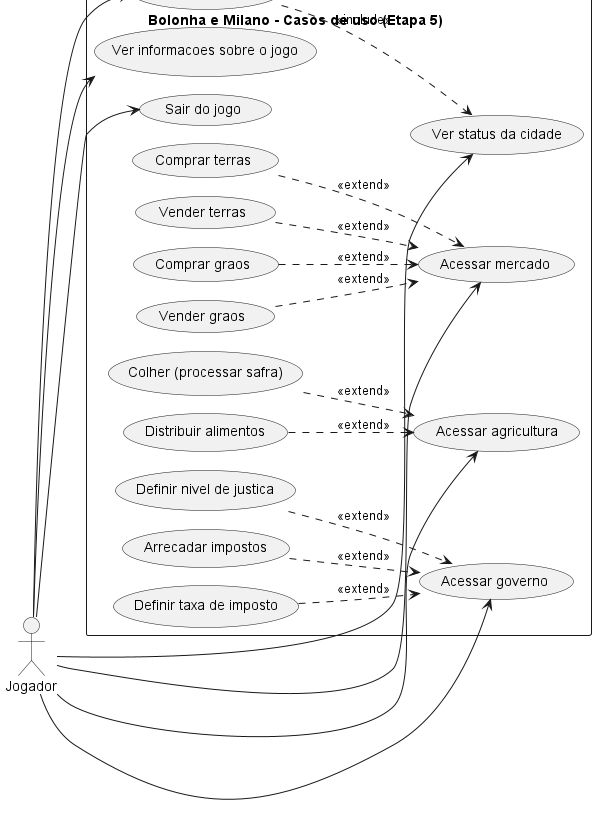 Bolonha e Milano - Casos de uso (Etapa 5)
Ver informacoes sobre o jogo
Sair do jogo
Ver status da cidade
Comprar terras
«extend»
Vender terras
«extend»
Comprar graos
«extend»
Acessar mercado
«extend»
Vender graos
Colher (processar safra)
«extend»
Distribuir alimentos
«extend»
Acessar agricultura
Definir nivel de justica
«extend»
Arrecadar impostos
«extend»
Acessar governo
«extend»
Definir taxa de imposto
Jogador